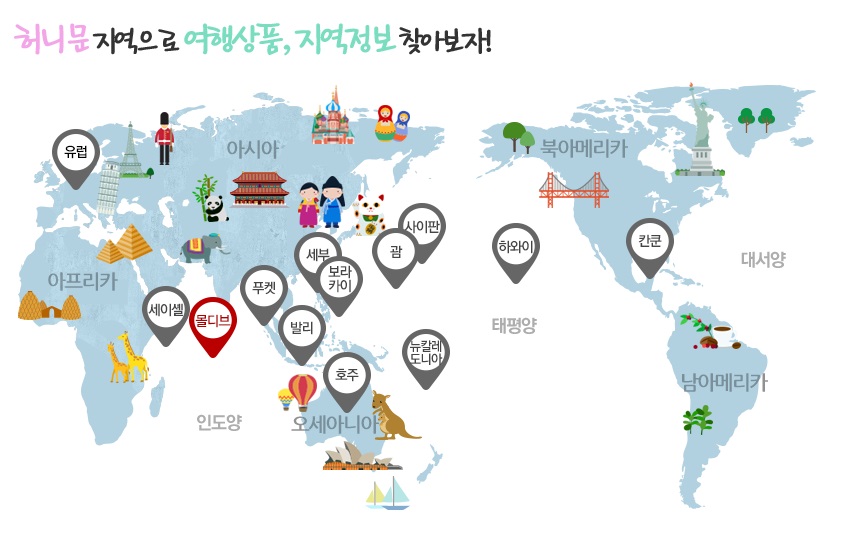 허니문 지역으로 여행상품, 지역정보 찾아보자!
유럽
아시아
북아메리카
사이판
세부
괌
하와이
칸쿤
대서양
아프리카
푸켓
보라
카이
세이셸
몰디브
발리
태평양
뉴칼레
도니아
호주
남아메리카
인도양
오세아니아